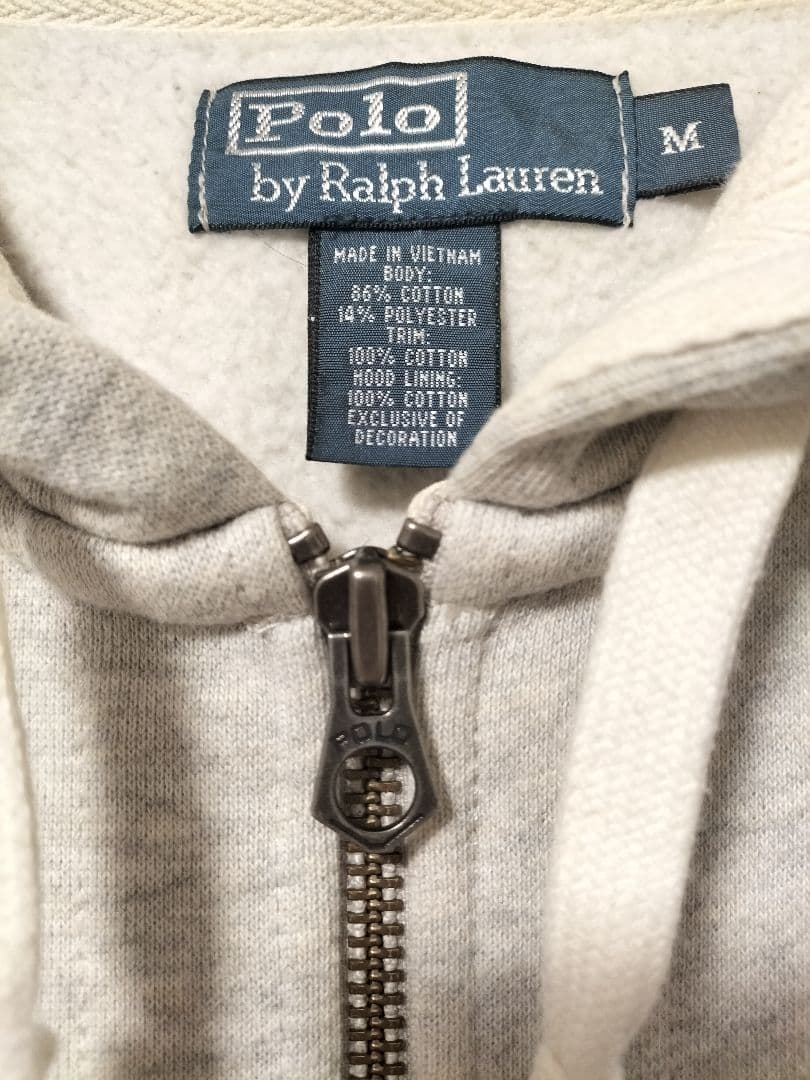 Polo
by Ralph Lauren
M
MADE IN VIETNAM
BODY:
86% COTTON
14% POLYESTER
TRIM:
100% COTTON
HOOD LINING:
100% COTTON
EXCLUSIVE OF
DECORATION
POLO